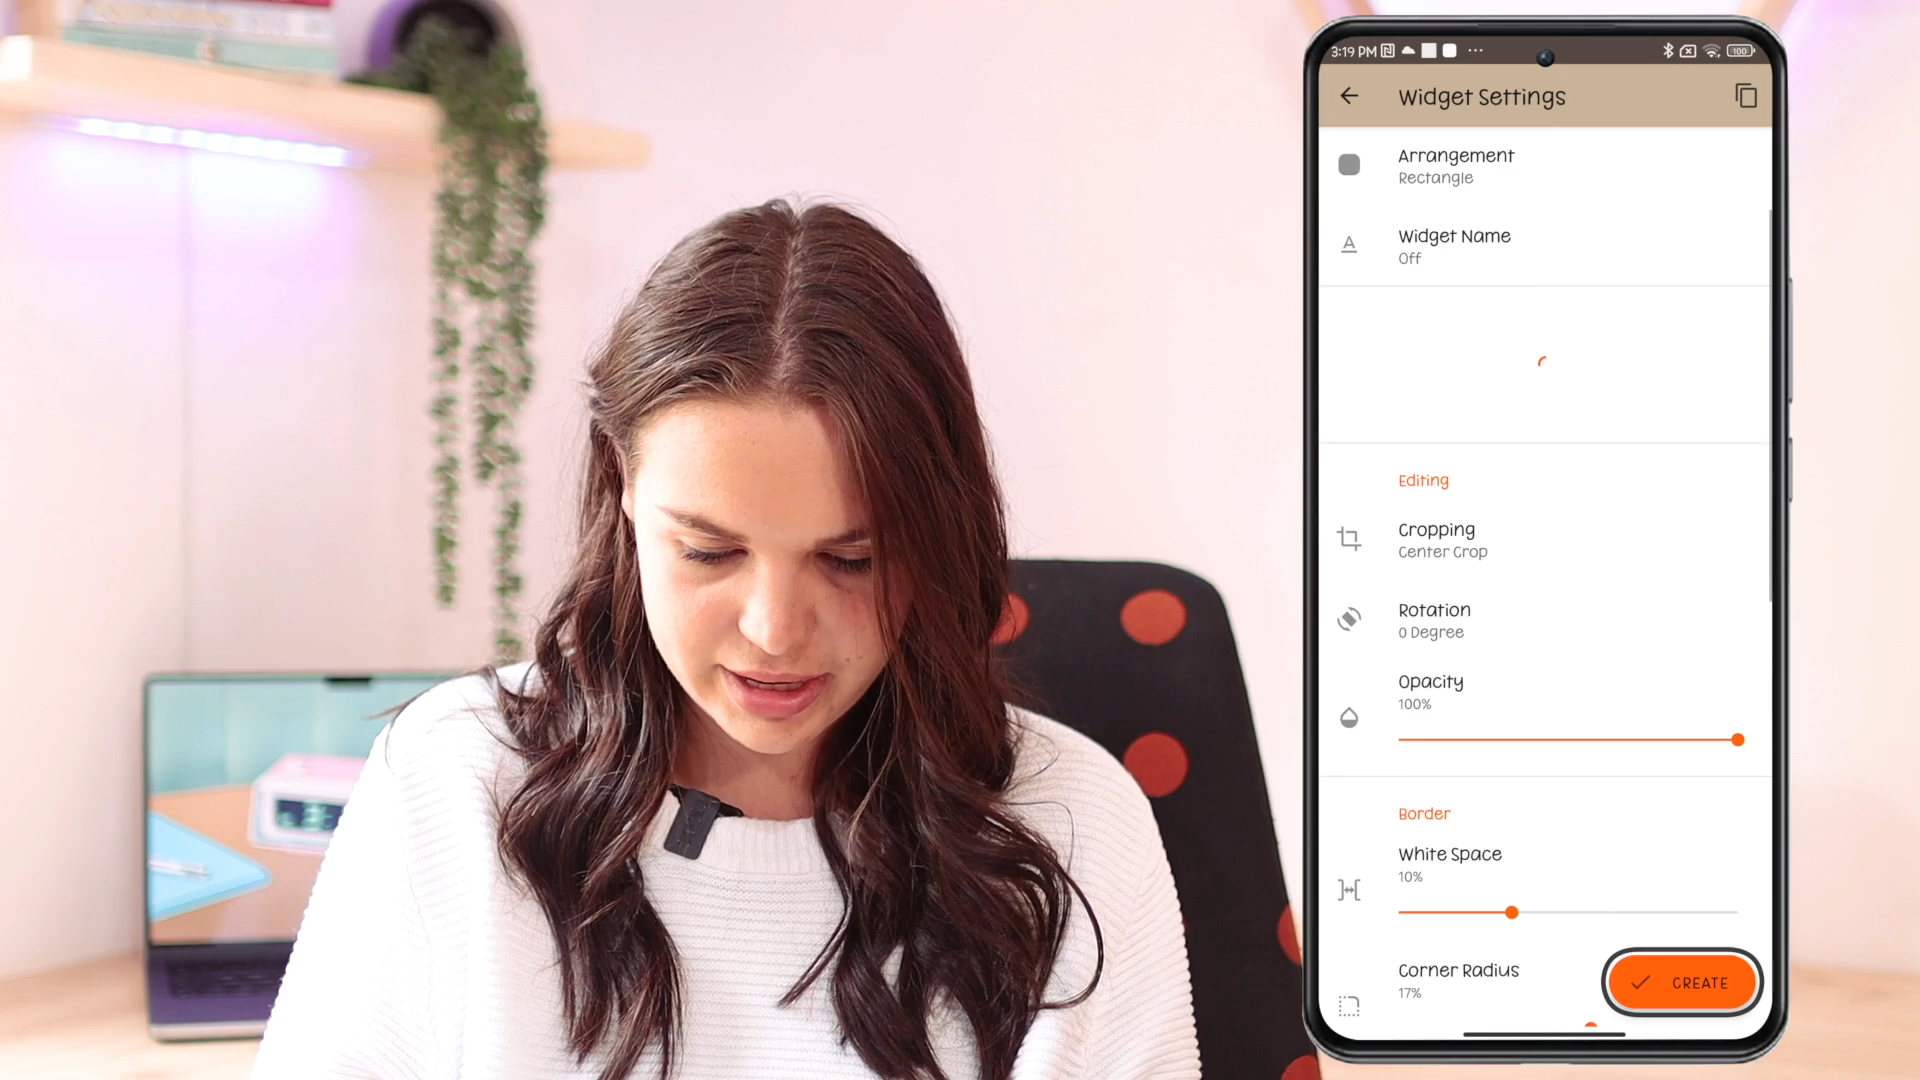 3:19 PM
100
Widget Settings
Arrangement
Rectangle
Widget Name
Off
Editing
Cropping
Center Crop
Rotation
0 Degree
Opacity
100%
Border
White Space
10%
Corner Radius
17%
CREATE